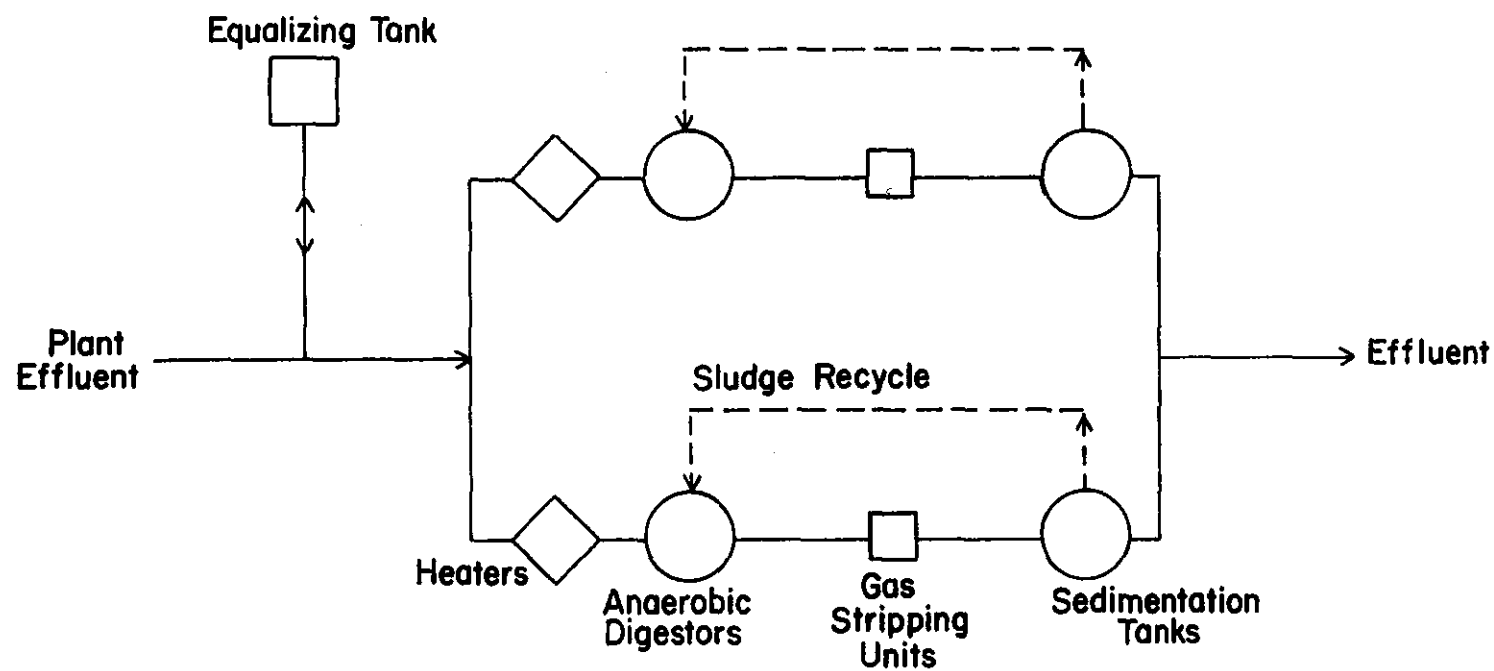 Equalizing Tank
Plant
Effluent
Effluent
Sludge Recycle
Heaters
Anaerobic
Digestors
Gas
Stripping
Units
Sedimentation
Tanks